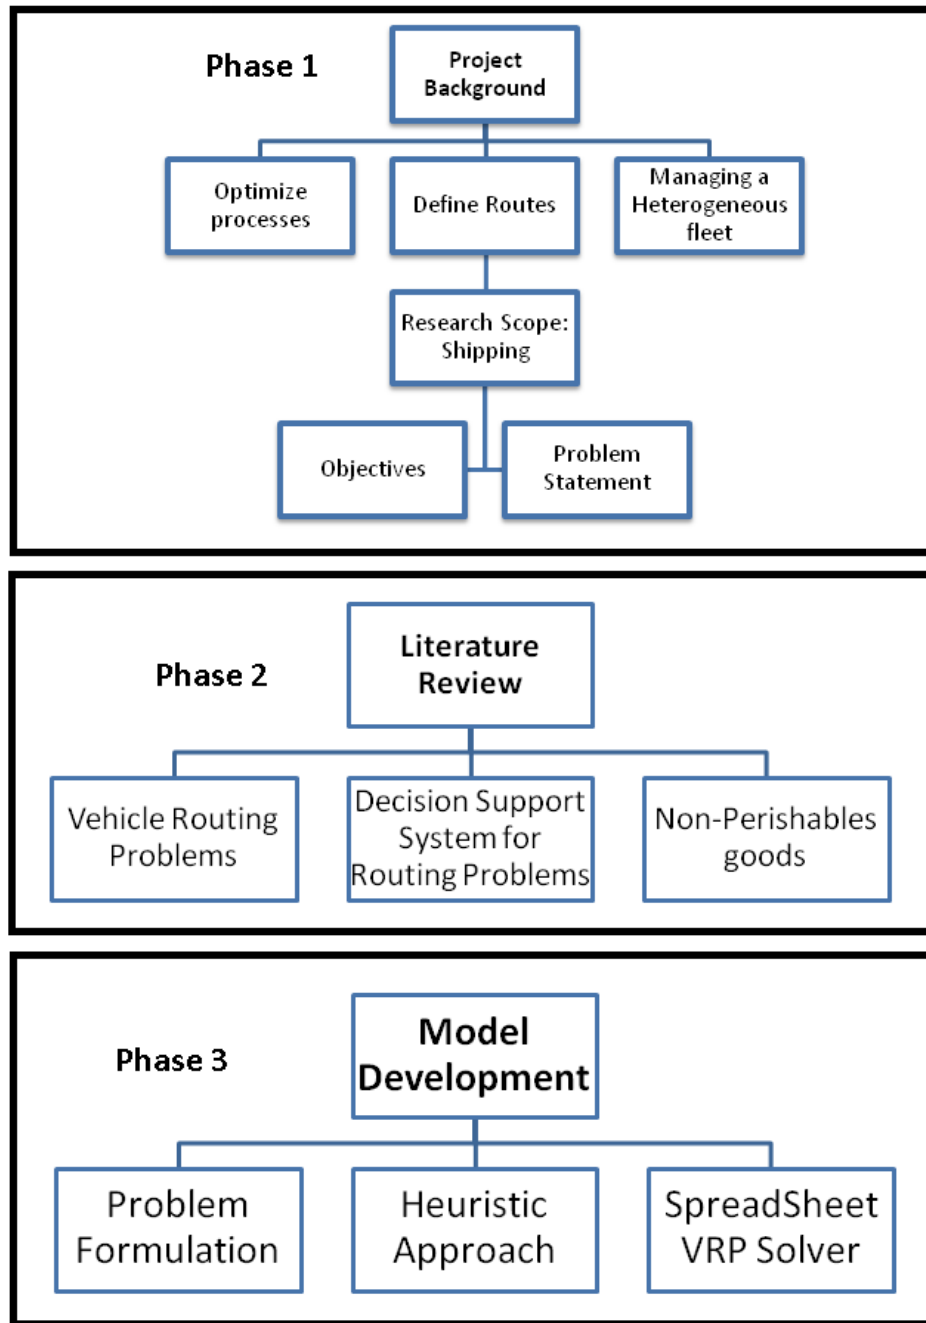 Phase 1
Project
Background
Optimize
processes
Define Routes
Managing a
Heterogeneous
fleet
Research Scope:
Shipping
Objectives
Problem
Statement
Phase 2
Literature
Review
Vehicle Routing
Problems
Decision Support
System for
Routing Problems
Non-Perishables
goods
Phase 3
Model
Development
Problem
Formulation
Heuristic
Approach
SpreadSheet
VRP Solver